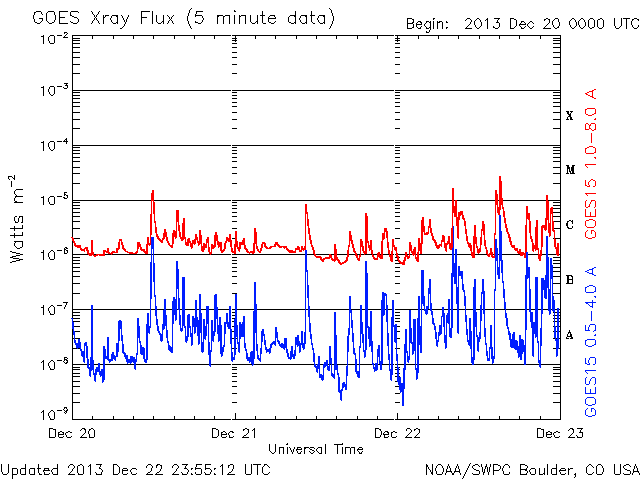 GOES Xray Flux (5 minute data)
Begin: 2013 Dec 20 0000 UTC
10-2
10-3
10-4
10-5
10-6
10-7
10-8
10-9
Watts m-2
X
M
C
B
A
GOES15 1.0-8.0 A
GOES15 0.5-4.0 A
Dec 20
Dec 21
Dec 22
Dec 23
Universal Time
Updated 2013 Dec 22 23:55:12 UTC
NOAA/SWPC Boulder, CO USA